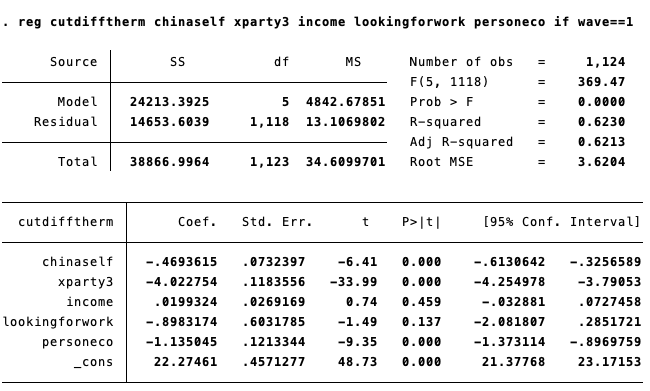 . reg cutdifftherm chinaself xparty3 income lookingforwork personeco if wave==1
Source SS df MS Number of obs = 1,124
F(5, 1118) = 369.47
Model 24213.3925 5 4842.67851 Prob > F = 0.0000
Residual 14653.6039 1,118 13.1069802 R-squared = 0.6230
Adj R-squared = 0.6213
Total 38866.9964 1,123 34.6099701 Root MSE = 3.6204
cutdifftherm Coef. Std. Err. t P>|t| [95% Conf. Interval]
chinaself -.4693615 .0732397 -6.41 0.000 -.6130642 -.3256589
xparty3 -4.022754 .1183556 -33.99 0.000 -4.254978 -3.79053
income .0199324 .0269169 0.74 0.459 -.032881 .0727458
lookingforwork -.8983174 .6031785 -1.49 0.137 -2.081807 .2851721
personeco -1.135045 .1213344 -9.35 0.000 -1.373114 -.8969759
_cons 22.27461 .4571277 48.73 0.000 21.37768 23.17153